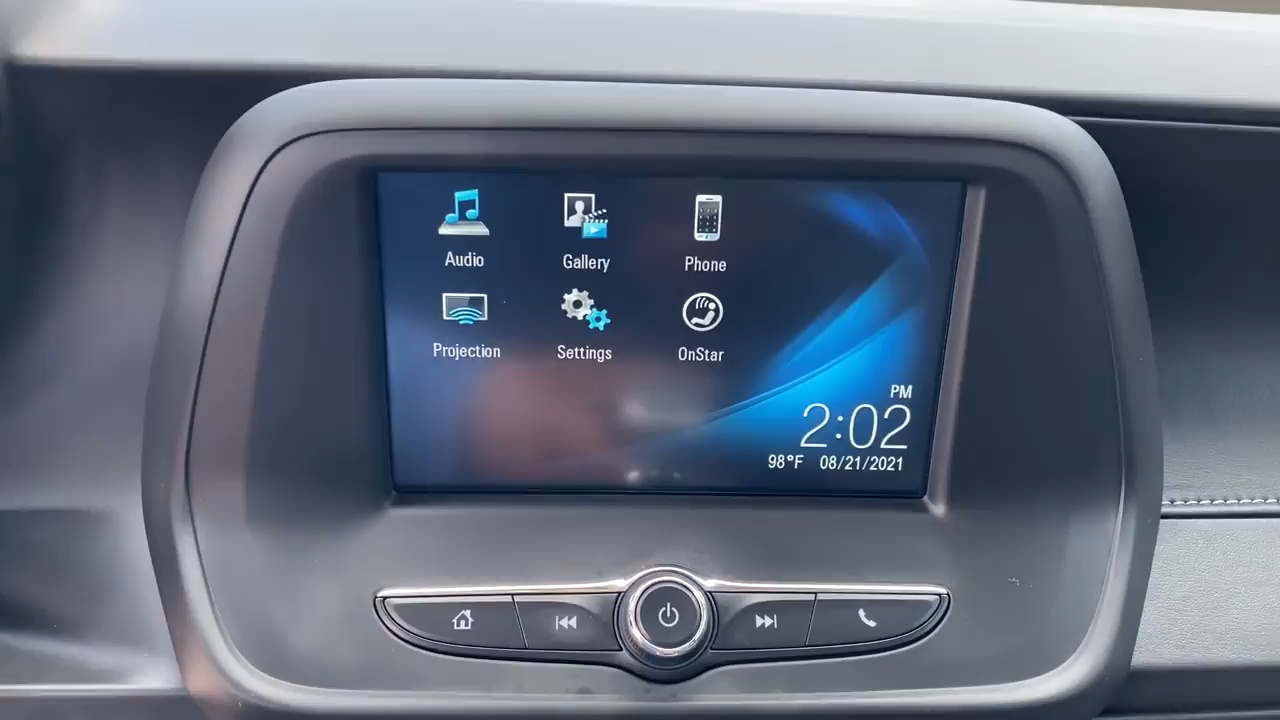 Audio Gallery Phone
Projection Settings OnStar
PM
2:02
98°F 08/21/2021